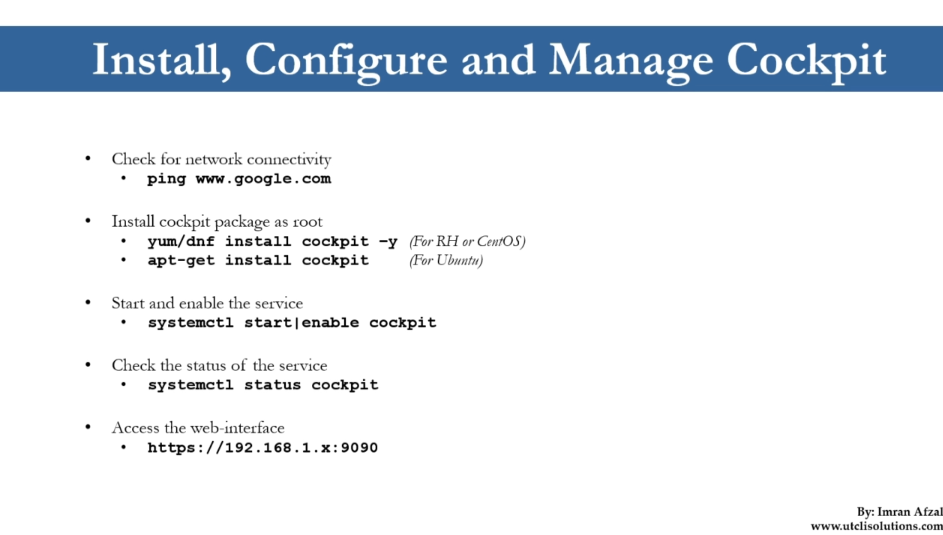 Install, Configure and Manage Cockpit
• Check for network connectivity
• ping www.google.com
• Install cockpit package as root
• yum/dnf install cockpit –y (For RH or CentOS)
• apt-get install cockpit (For Ubuntu)
• Start and enable the service
• systemctl start|enable cockpit
• Check the status of the service
• systemctl status cockpit
• Access the web-interface
• https://192.168.1.x:9090
By: Imran Afzal
www.utclisolutions.com